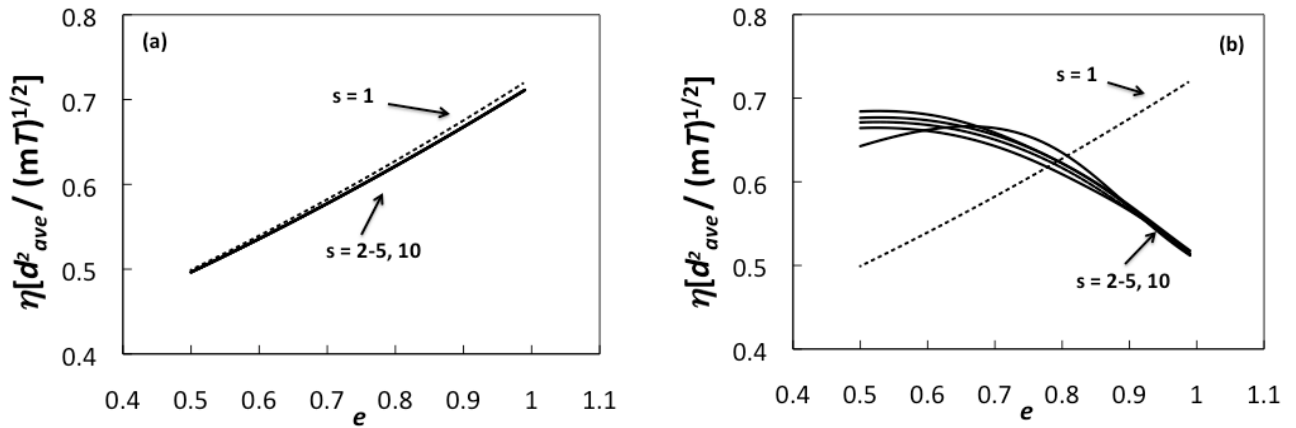 (a)
η[d²ave / (mT)^1/2]
0.8
0.7
0.6
0.5
0.4
s = 1
s = 2-5, 10
0.4 0.5 0.6 0.7 0.8 0.9 1 1.1
e
(b)
η[d²ave / (mT)^1/2]
0.8
0.7
0.6
0.5
0.4
s = 1
s = 2-5, 10
0.4 0.5 0.6 0.7 0.8 0.9 1 1.1
e